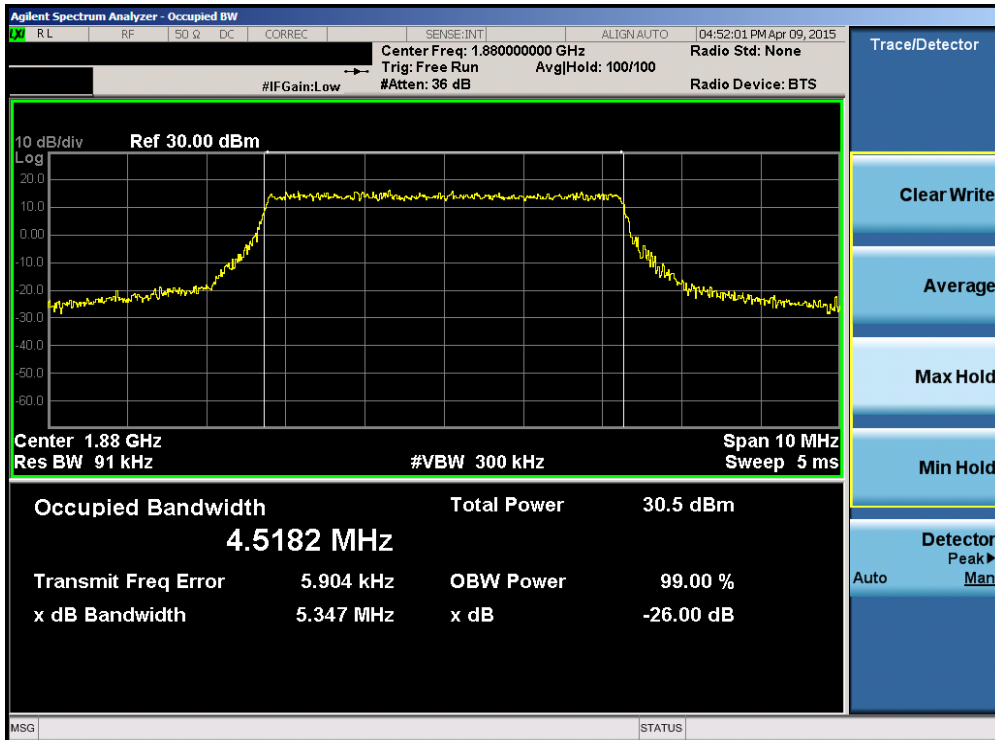 Agilent Spectrum Analyzer - Occupied BW
LXI RL RF 50 Ω DC CORREC SENSE:INT ALIGN AUTO 04:52:01 PM Apr 09, 2015
Center Freq: 1.880000000 GHz Radio Std: None
Trig: Free Run Avg|Hold: 100/100
#IFGain:Low #Atten: 36 dB Radio Device: BTS
10 dB/div Ref 30.00 dBm
Log
20.0
10.0
0.00
-10.0
-20.0
-30.0
-40.0
-50.0
-60.0
Center 1.88 GHz Span 10 MHz
Res BW 91 kHz #VBW 300 kHz Sweep 5 ms
Occupied Bandwidth Total Power 30.5 dBm
4.5182 MHz
Transmit Freq Error 5.904 kHz OBW Power 99.00 %
x dB Bandwidth 5.347 MHz x dB -26.00 dB
MSG STATUS
Trace/Detector
Clear Write
Average
Max Hold
Min Hold
Detector
Peak▶
Auto Man